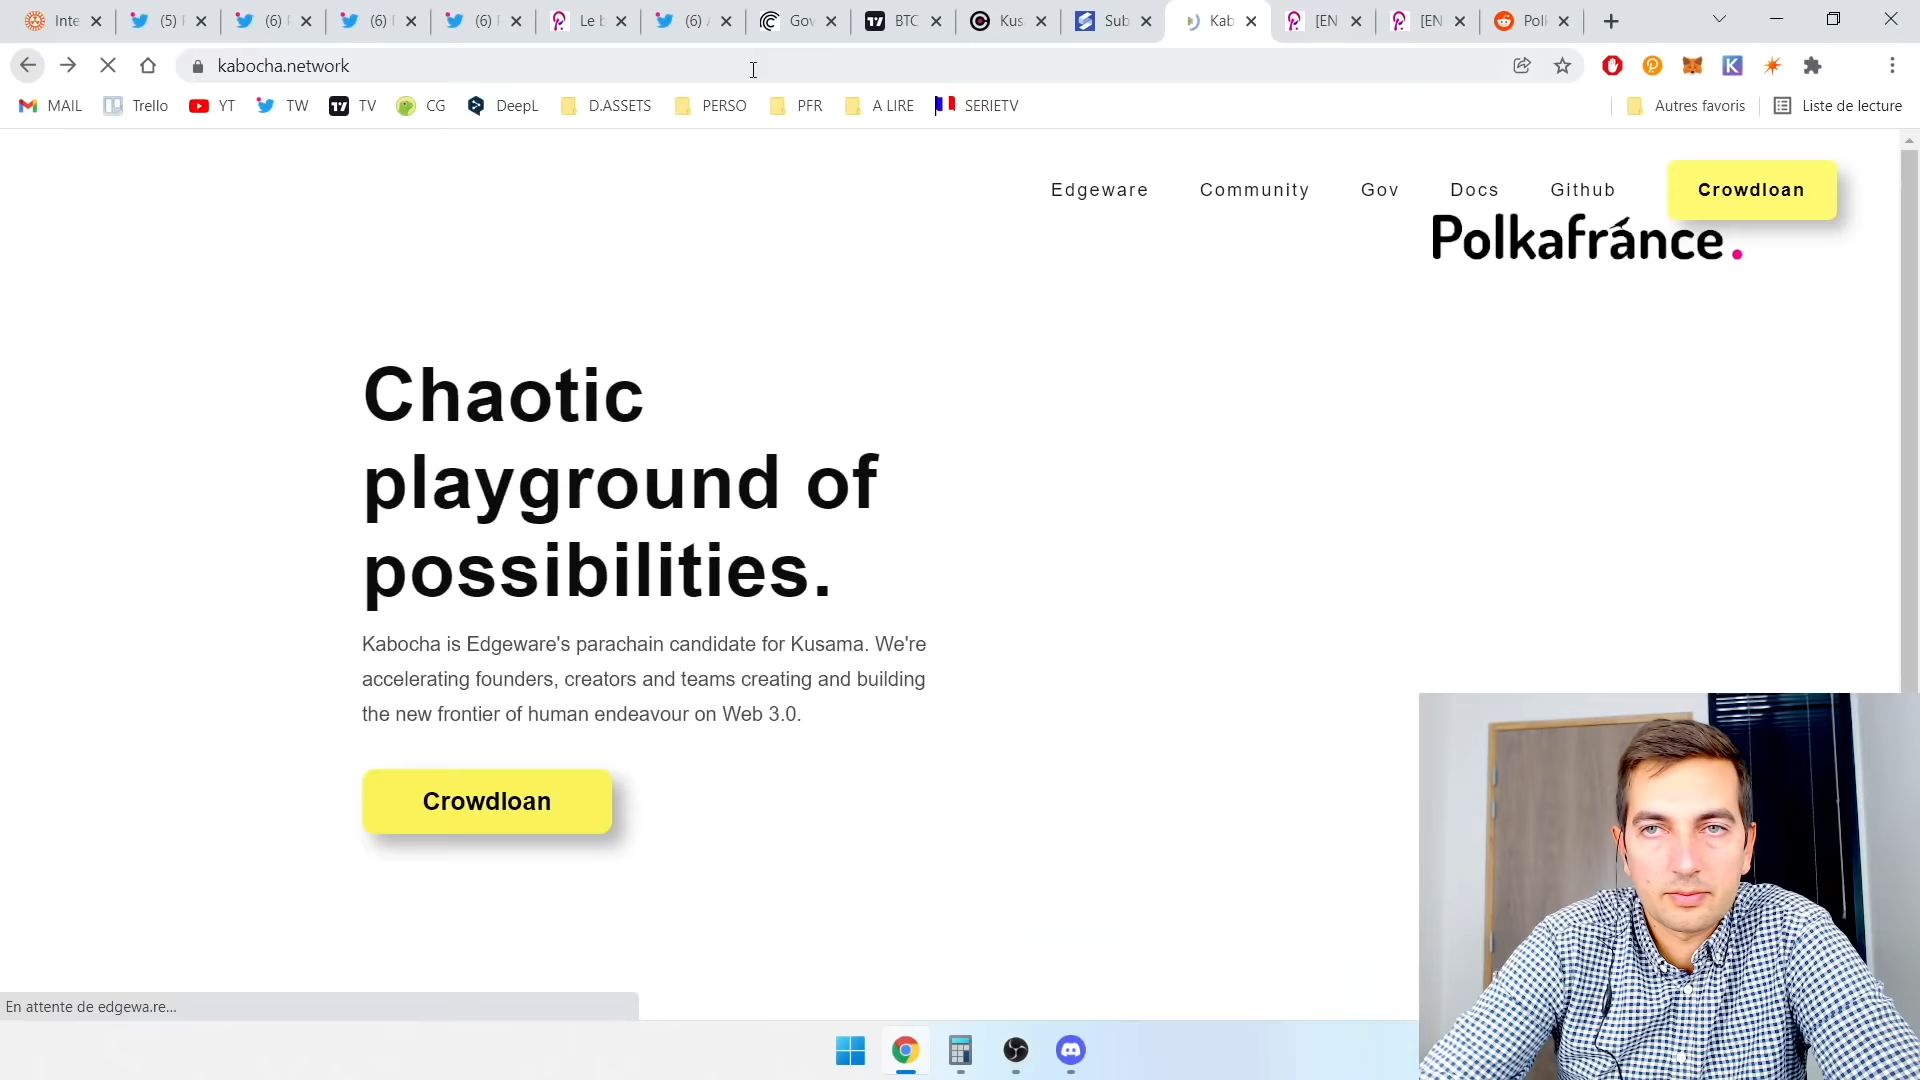 Inte
(5)
(6)
(6)
(6)
Le b
(6)
Gov
BTC
Kus
Sub
Kab
[EN
[EN
Polk
kabocha.network
MAIL
Trello
YT
TW
TV
CG
DeepL
D.ASSETS
PERSO
PFR
A LIRE
SERIETV
Autres favoris
Liste de lecture
Edgeware
Community
Gov
Docs
Github
Crowdloan
Polkafránce.
Chaotic
playground of
possibilities.
Kabocha is Edgeware's parachain candidate for Kusama. We're
accelerating founders, creators and teams creating and building
the new frontier of human endeavour on Web 3.0.
Crowdloan
En attente de edgewa.re...